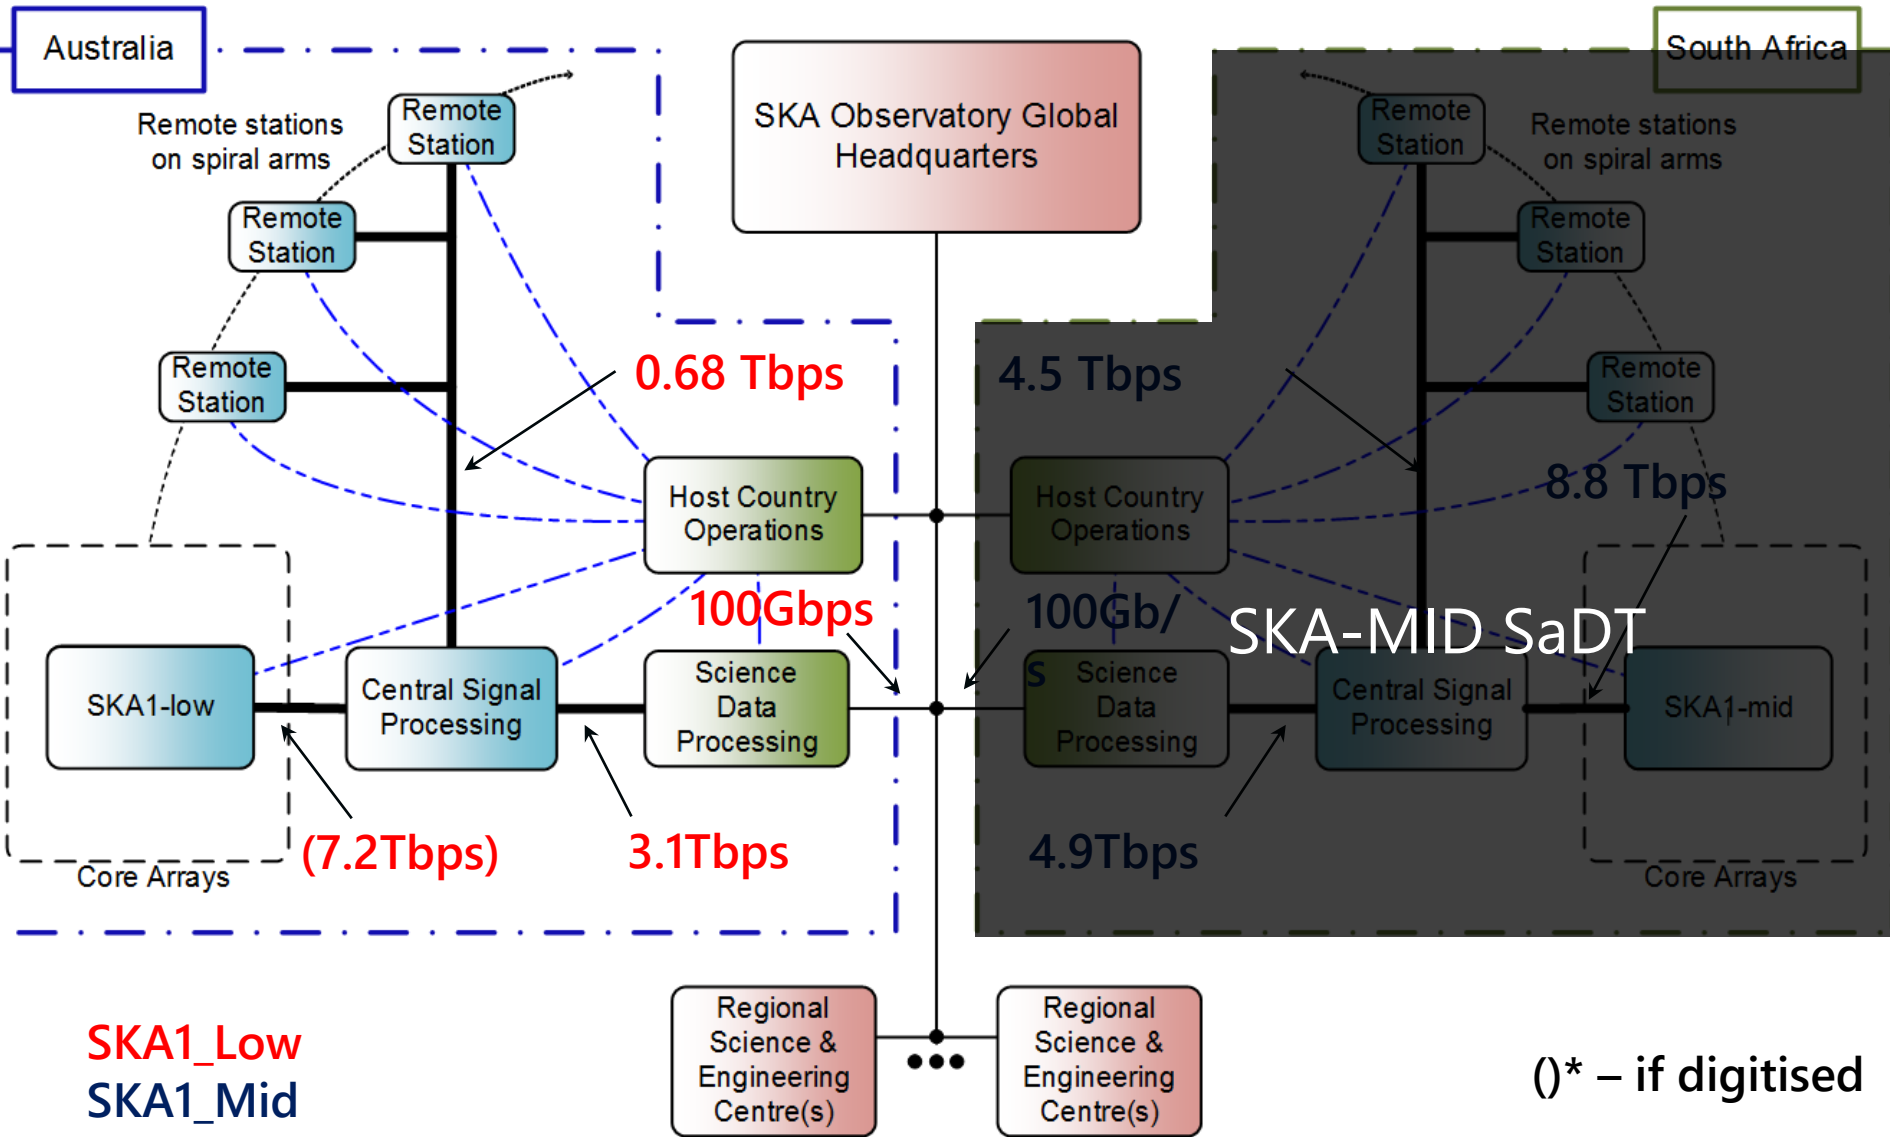 Australia
South Africa
SKA Observatory Global
Headquarters
Remote stations
on spiral arms
Remote
Station
Remote
Station
Remote
Station
0.68 Tbps
Host Country
Operations
100Gbps
SKA1-low
Central Signal
Processing
Science
Data
Processing
(7.2Tbps)
3.1Tbps
Core Arrays
Remote
Station
Remote stations
on spiral arms
Remote
Station
Remote
Station
4.5 Tbps
8.8 Tbps
Host Country
Operations
100Gb/
s
SKA-MID SaDT
Science
Data
Processing
Central Signal
Processing
SKA1-mid
4.9Tbps
Core Arrays
Regional
Science &
Engineering
Centre(s)
Regional
Science &
Engineering
Centre(s)
SKA1_Low
SKA1_Mid
()* – if digitised